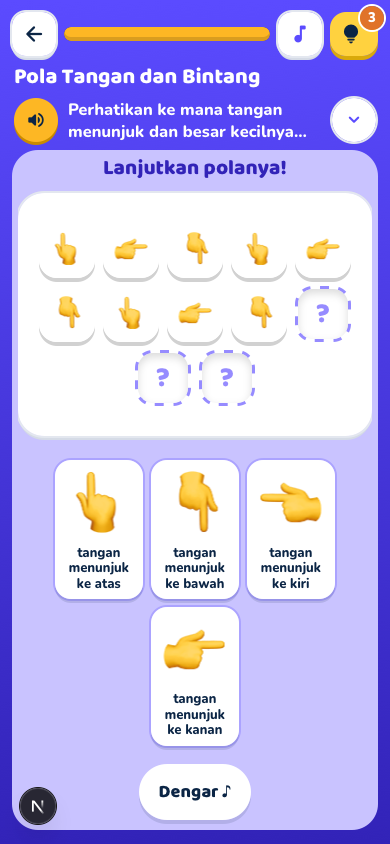 3
Pola Tangan dan Bintang
Perhatikan ke mana tangan
menunjuk dan besar kecilnya...
Lanjutkan polanya!
?
? ?
tangan
menunjuk
ke atas
tangan
menunjuk
ke bawah
tangan
menunjuk
ke kiri
tangan
menunjuk
ke kanan
N
Dengar ♪